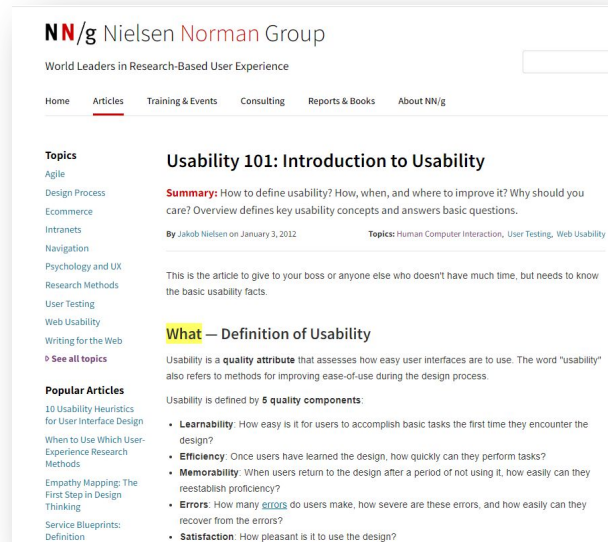 NN/g Nielsen Norman Group
World Leaders in Research-Based User Experience
Home Articles Training & Events Consulting Reports & Books About NN/g
Topics
Agile
Design Process
Ecommerce
Intranets
Navigation
Psychology and UX
Research Methods
User Testing
Web Usability
Writing for the Web
See all topics
Popular Articles
10 Usability Heuristics
for User Interface Design
When to Use Which User-
Experience Research
Methods
Empathy Mapping: The
First Step in Design
Thinking
Service Blueprints:
Definition
Usability 101: Introduction to Usability
Summary: How to define usability? How, when, and where to improve it? Why should you
care? Overview defines key usability concepts and answers basic questions.
By Jakob Nielsen on January 3, 2012 Topics: Human Computer Interaction, User Testing, Web Usability
This is the article to give to your boss or anyone else who doesn't have much time, but needs to know
the basic usability facts.
What — Definition of Usability
Usability is a quality attribute that assesses how easy user interfaces are to use. The word "usability"
also refers to methods for improving ease-of-use during the design process.
Usability is defined by 5 quality components:
• Learnability: How easy is it for users to accomplish basic tasks the first time they encounter the
design?
• Efficiency: Once users have learned the design, how quickly can they perform tasks?
• Memorability: When users return to the design after a period of not using it, how easily can they
reestablish proficiency?
• Errors: How many errors do users make, how severe are these errors, and how easily can they
recover from the errors?
• Satisfaction: How pleasant is it to use the design?